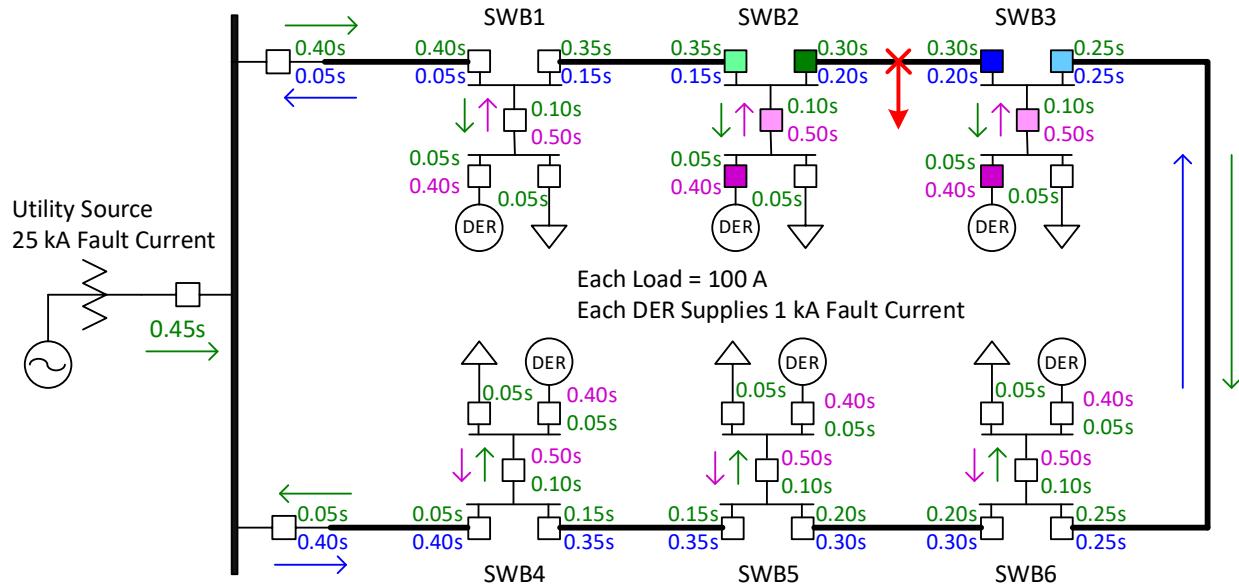 SWB1 SWB2 SWB3
0.40s 0.40s 0.35s 0.35s 0.30s 0.30s 0.25s
0.05s 0.05s 0.15s 0.15s 0.20s 0.20s 0.25s
0.10s 0.10s 0.10s
0.50s 0.50s 0.50s
0.05s 0.05s 0.05s
0.40s 0.05s 0.40s 0.05s 0.40s 0.05s
DER DER DER
Utility Source
25 kA Fault Current
Each Load = 100 A
Each DER Supplies 1 kA Fault Current
0.45s
DER DER DER
0.05s 0.40s 0.05s 0.40s 0.05s 0.40s
0.05s 0.05s 0.05s
0.50s 0.50s 0.50s
0.10s 0.10s 0.10s
0.05s 0.05s 0.15s 0.15s 0.20s 0.20s 0.25s
0.40s 0.40s 0.35s 0.35s 0.30s 0.30s 0.25s
SWB4 SWB5 SWB6